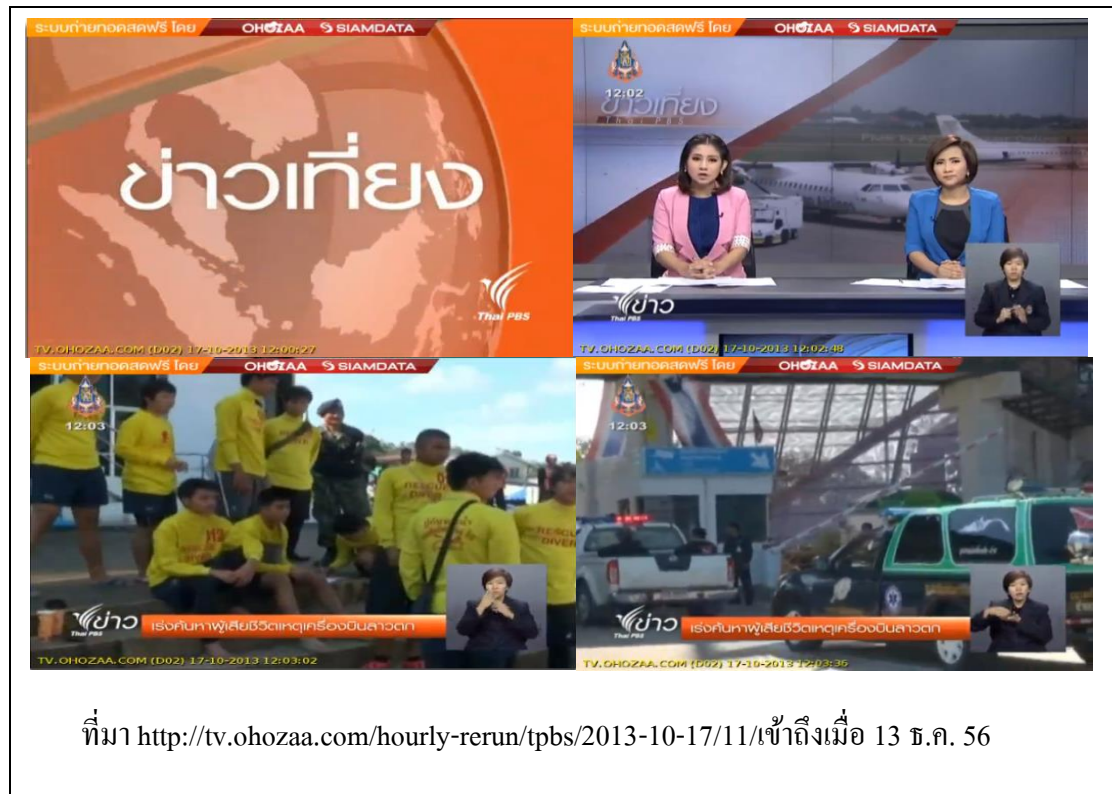 ระบบถ่ายทอดสดฟรี โดย OHOZAA SIAMDATA
ข่าวเที่ยง
Thai PBS
TV.OHOZAA.COM (D02) 17-10-2013 12:00:27
ระบบถ่ายทอดสดฟรี โดย OHOZAA SIAMDATA
12:02
ข่าวเที่ยง
Thai PBS
ข่าว
Thai PBS
TV.OHOZAA.COM (D02) 17-10-2013 12:02:48
ระบบถ่ายทอดสดฟรี โดย OHOZAA SIAMDATA
12:03
RESCUE
DIVER
RESCUE
DIVER
ข่าว
Thai PBS
เร่งค้นหาผู้เสียชีวิตเหตุเครื่องบินลาวตก
TV.OHOZAA.COM (D02) 17-10-2013 12:03:02
ระบบถ่ายทอดสดฟรี โดย OHOZAA SIAMDATA
12:03
ข่าว
Thai PBS
เร่งค้นหาผู้เสียชีวิตเหตุเครื่องบินลาวตก
TV.OHOZAA.COM (D02) 17-10-2013 12:03:36
ที่มา http://tv.ohozaa.com/hourly-rerun/tpbs/2013-10-17/11/เข้าถึงเมื่อ 13 ธ.ค. 56